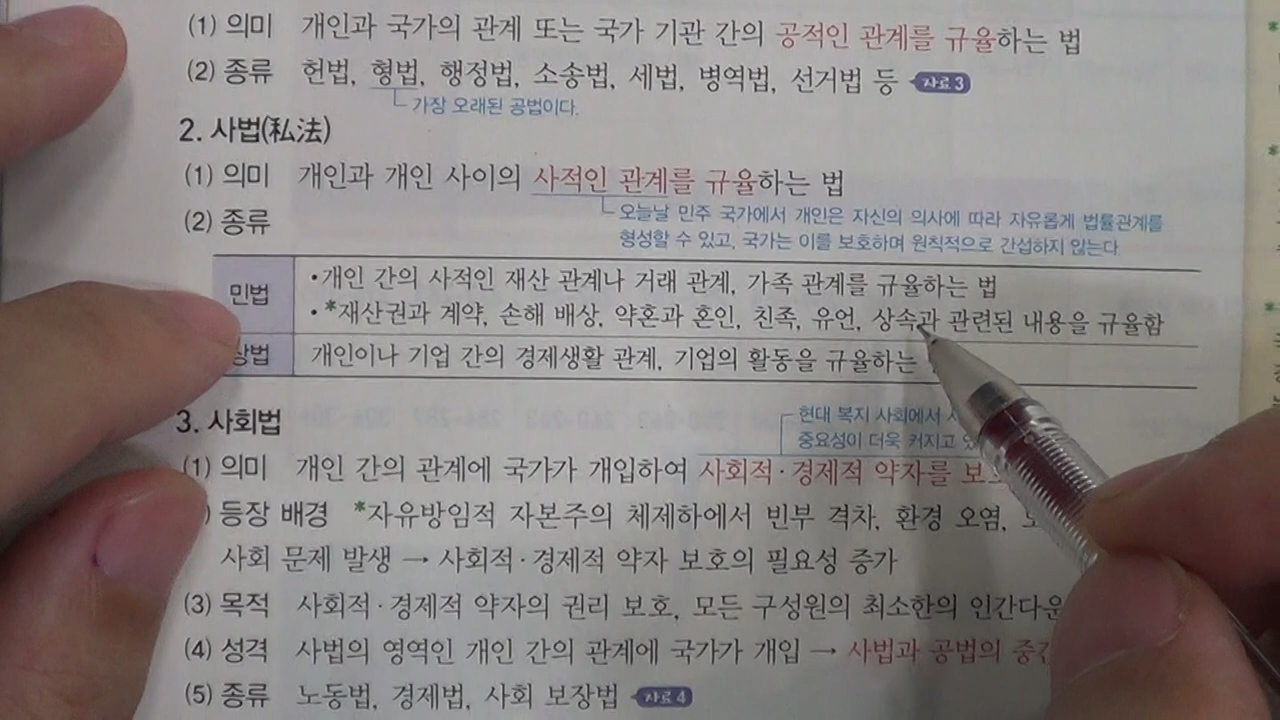 (1) 의미 개인과 국가의 관계 또는 국가 기관 간의 공적인 관계를 규율하는 법
(2) 종류 헌법, 형법, 행정법, 소송법, 세법, 병역법, 선거법 등 자료 3
가장 오래된 공법이다.
2. 사법(私法)
(1) 의미 개인과 개인 사이의 사적인 관계를 규율하는 법
오늘날 민주 국가에서 개인은 자신의 의사에 따라 자유롭게 법률관계를
(2) 종류
형성할 수 있고, 국가는 이를 보호하며 원칙적으로 간섭하지 않는다.
민법
•개인 간의 사적인 재산 관계나 거래 관계, 가족 관계를 규율하는 법
•*재산권과 계약, 손해 배상, 약혼과 혼인, 친족, 유언, 상속과 관련된 내용을 규율함
상법 개인이나 기업 간의 경제생활 관계, 기업의 활동을 규율하는
현대 복지 사회에서
3. 사회법
중요성이 더욱 커지고
(1) 의미 개인 간의 관계에 국가가 개입하여 사회적·경제적 약자를
등장 배경 *자유방임적 자본주의 체제하에서 빈부 격차, 환경 오염,
사회 문제 발생 → 사회적·경제적 약자 보호의 필요성 증가
(3) 목적 사회적·경제적 약자의 권리 보호, 모든 구성원의 최소한의
(4) 성격 사법의 영역인 개인 간의 관계에 국가가 개입 → 사법과 공법의
(5) 종류 노동법, 경제법, 사회 보장법 자료 4